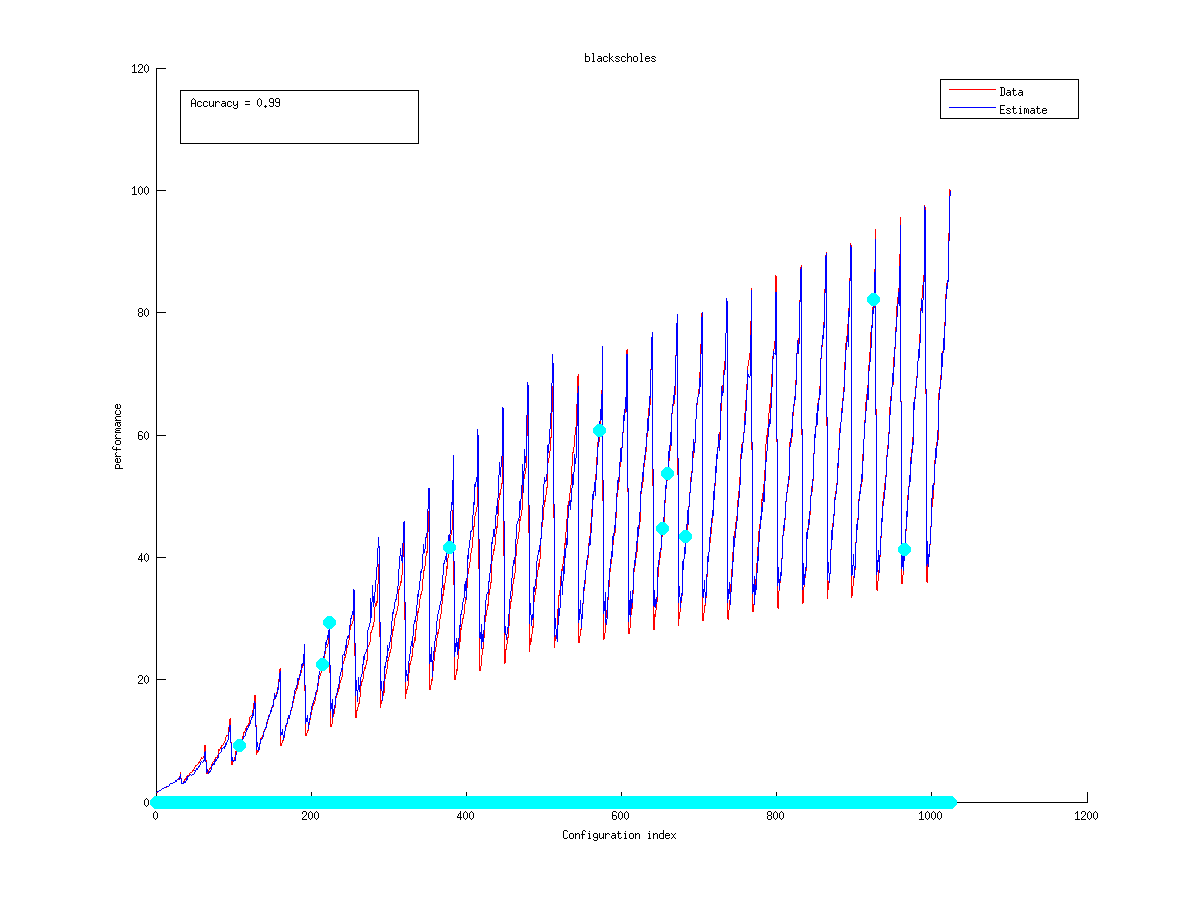 blackscholes
120
100
80
60
40
20
0
performance
Accuracy = 0.99
Data
Estimate
0 200 400 600 800 1000 1200
Configuration index